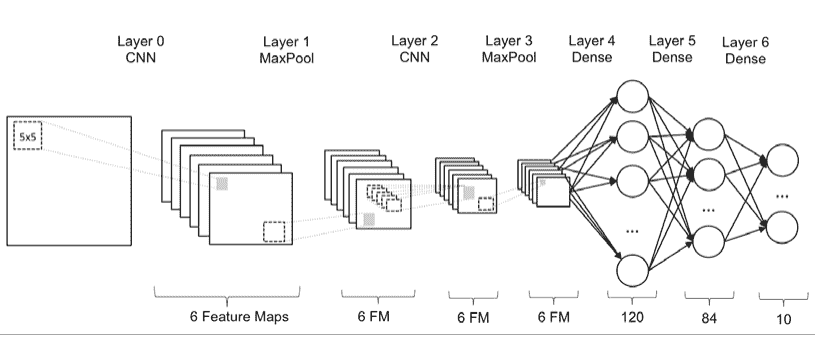 Layer 0
CNN
Layer 1
MaxPool
Layer 2
CNN
Layer 3
MaxPool
Layer 4
Dense
Layer 5
Dense
Layer 6
Dense
5x5
...
...
...
6 Feature Maps
6 FM
6 FM
6 FM
120
84
10